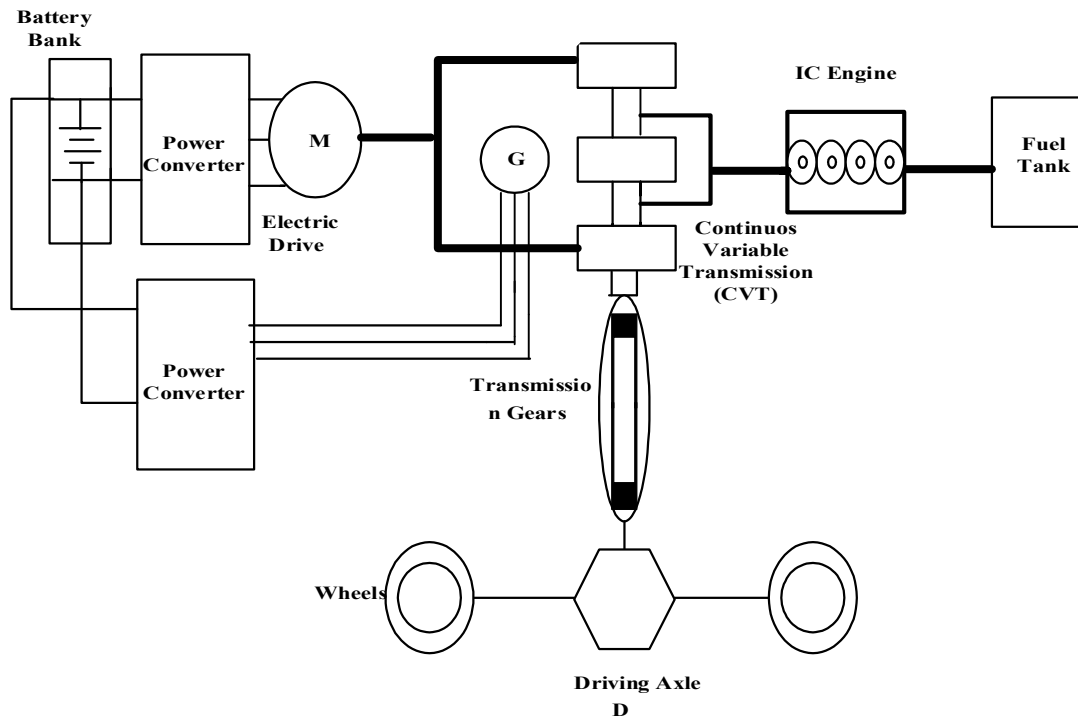 Battery
Bank
IC Engine
Power
Converter
M
G
Fuel
Tank
Electric
Drive
Continuos
Variable
Transmission
(CVT)
Power
Converter
Transmissio
n Gears
Wheels
Driving Axle
D